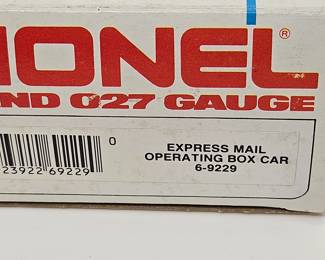 IONEL®
ND 027 GAUGE
0
EXPRESS MAIL
OPERATING BOX CAR
6-9229
23922 69229